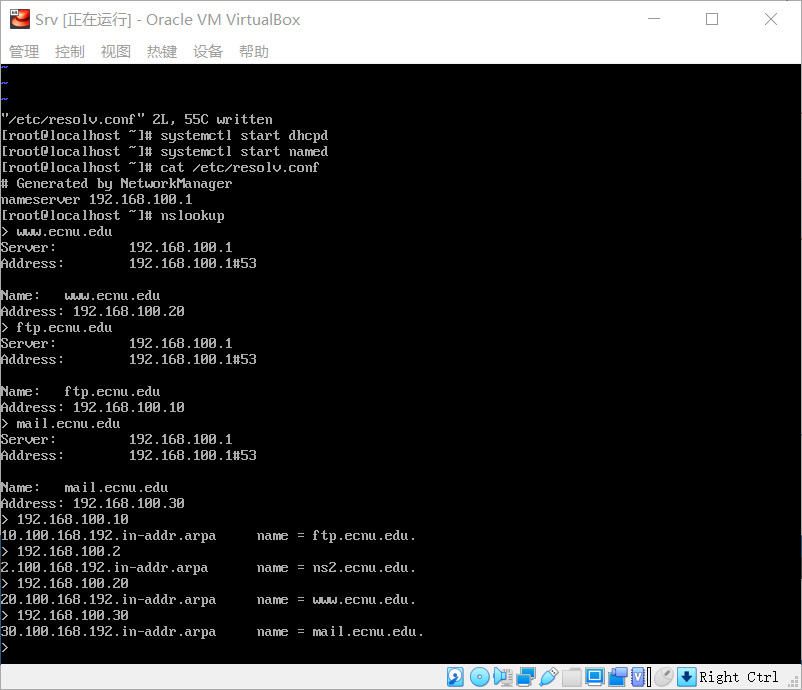 Srv [正在运行] - Oracle VM VirtualBox
管理 控制 视图 热键 设备 帮助
~
~
~
"/etc/resolv.conf" 2L, 55C written
[root@localhost ~]# systemctl start dhcpd
[root@localhost ~]# systemctl start named
[root@localhost ~]# cat /etc/resolv.conf
# Generated by NetworkManager
nameserver 192.168.100.1
[root@localhost ~]# nslookup
> www.ecnu.edu
Server:         192.168.100.1
Address:        192.168.100.1#53

Name:   www.ecnu.edu
Address: 192.168.100.20
> ftp.ecnu.edu
Server:         192.168.100.1
Address:        192.168.100.1#53

Name:   ftp.ecnu.edu
Address: 192.168.100.10
> mail.ecnu.edu
Server:         192.168.100.1
Address:        192.168.100.1#53

Name:   mail.ecnu.edu
Address: 192.168.100.30
> 192.168.100.10
10.100.168.192.in-addr.arpa     name = ftp.ecnu.edu.
> 192.168.100.2
2.100.168.192.in-addr.arpa      name = ns2.ecnu.edu.
> 192.168.100.20
20.100.168.192.in-addr.arpa     name = www.ecnu.edu.
> 192.168.100.30
30.100.168.192.in-addr.arpa     name = mail.ecnu.edu.
>
Right Ctrl